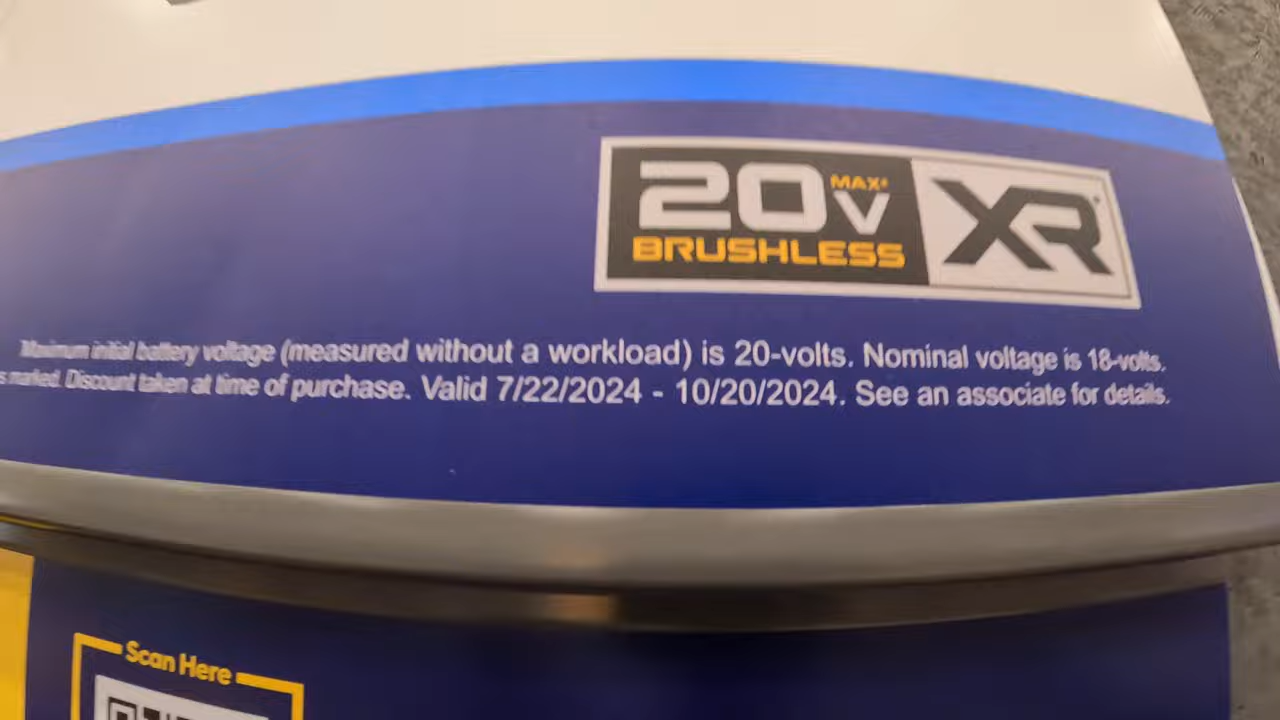 20V MAX*
BRUSHLESS
XR
Maximum initial battery voltage (measured without a workload) is 20-volts. Nominal voltage is 18-volts.
marked. Discount taken at time of purchase. Valid 7/22/2024 - 10/20/2024. See an associate for details.
Scan Here